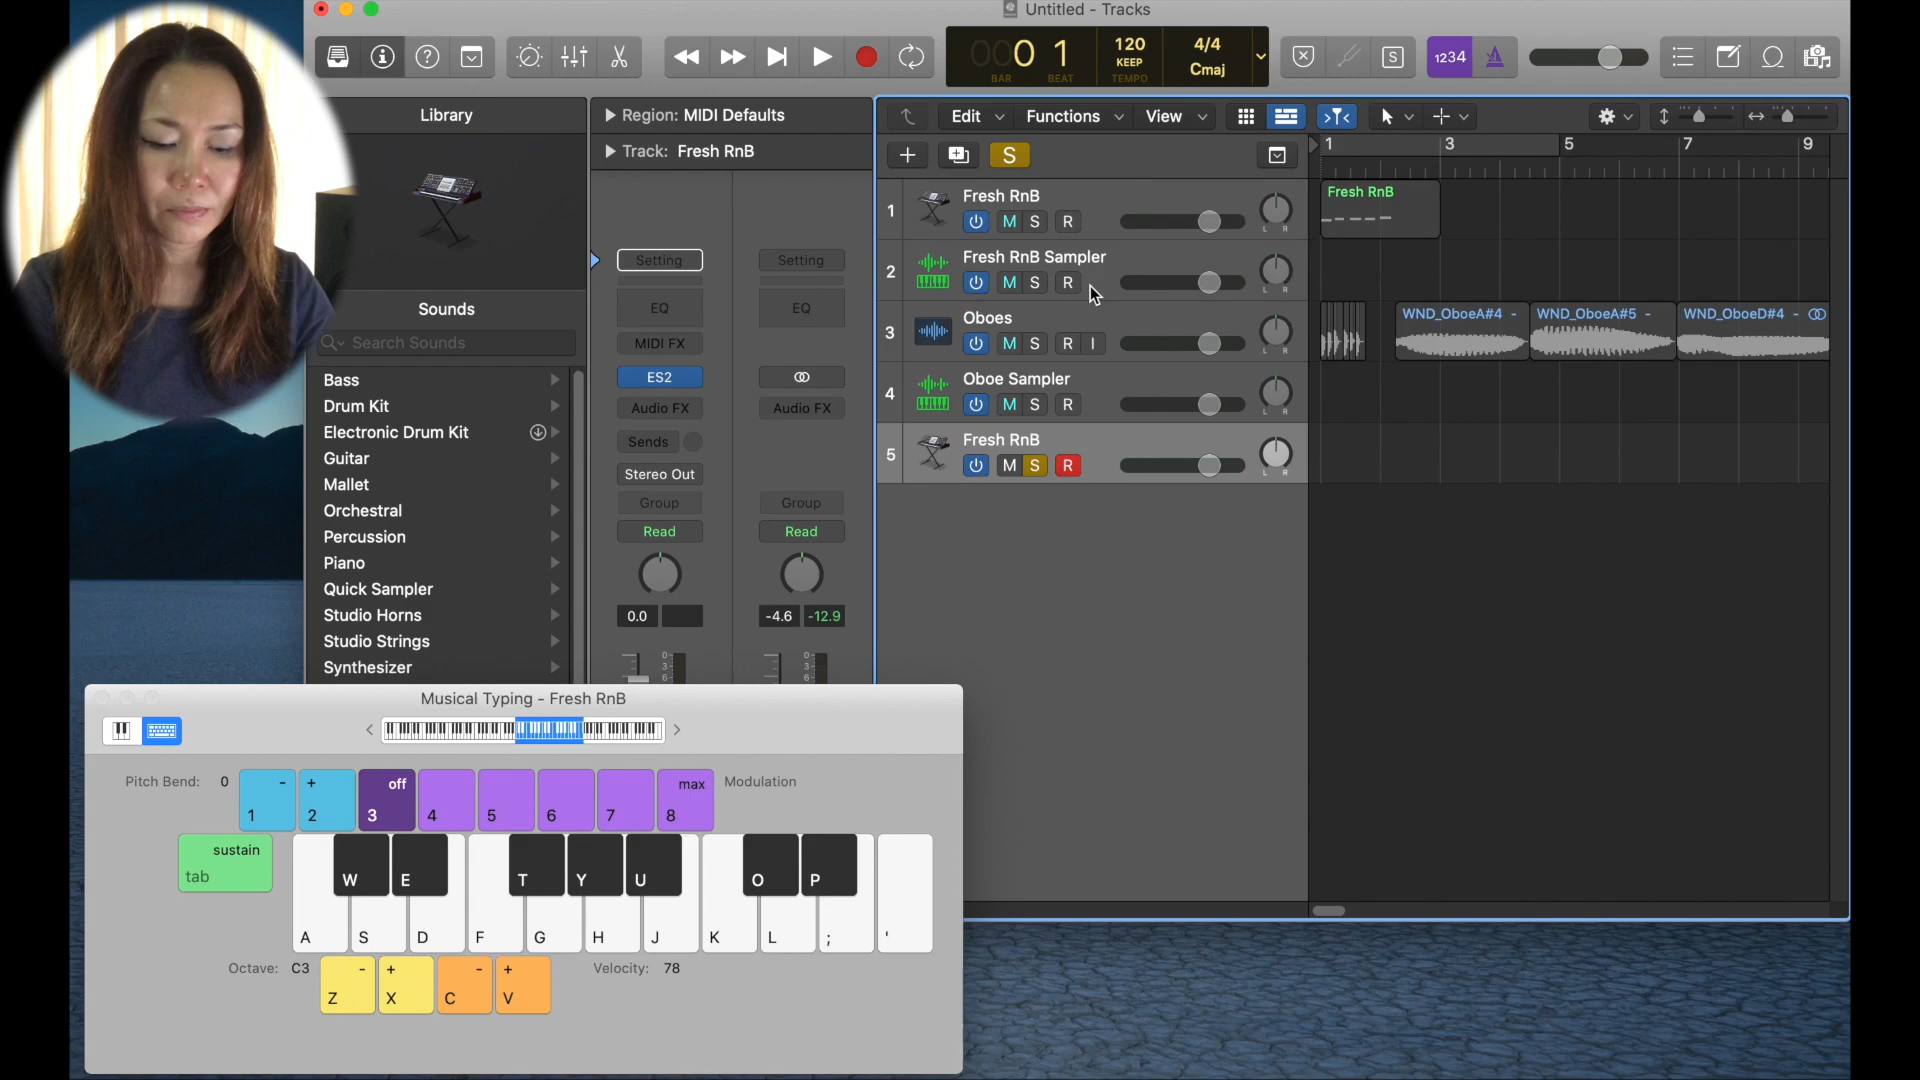 Untitled - Tracks
1234
000 1
BAR BEAT
120
KEEP
TEMPO
4/4
Cmaj
S
Library
Region: MIDI Defaults
Track: Fresh RnB
Edit
Functions
View
S
1 3 5 7 9
Sounds
Search Sounds
Bass
Drum Kit
Electronic Drum Kit
Guitar
Mallet
Orchestral
Percussion
Piano
Quick Sampler
Studio Horns
Studio Strings
Synthesizer
Setting
EQ
MIDI FX
ES2
Audio FX
Sends
Stereo Out
Group
Read
0.0
0-
3-
6-
Setting
EQ
Audio FX
Group
Read
-4.6 -12.9
0-
3-
6-
1 Fresh RnB
M S R
L R
Fresh RnB
2 Fresh RnB Sampler
M S R
L R
3 Oboes
M S R I
L R
WND_OboeA#4 -
WND_OboeA#5 -
WND_OboeD#4 -
4 Oboe Sampler
M S R
L R
5 Fresh RnB
M S R
L R
Musical Typing - Fresh RnB
Pitch Bend: 0
- + off max Modulation
1 2 3 4 5 6 7 8
sustain
tab
W E T Y U O P
A S D F G H J K L ; '
Octave: C3
- + - +
Velocity: 78
Z X C V